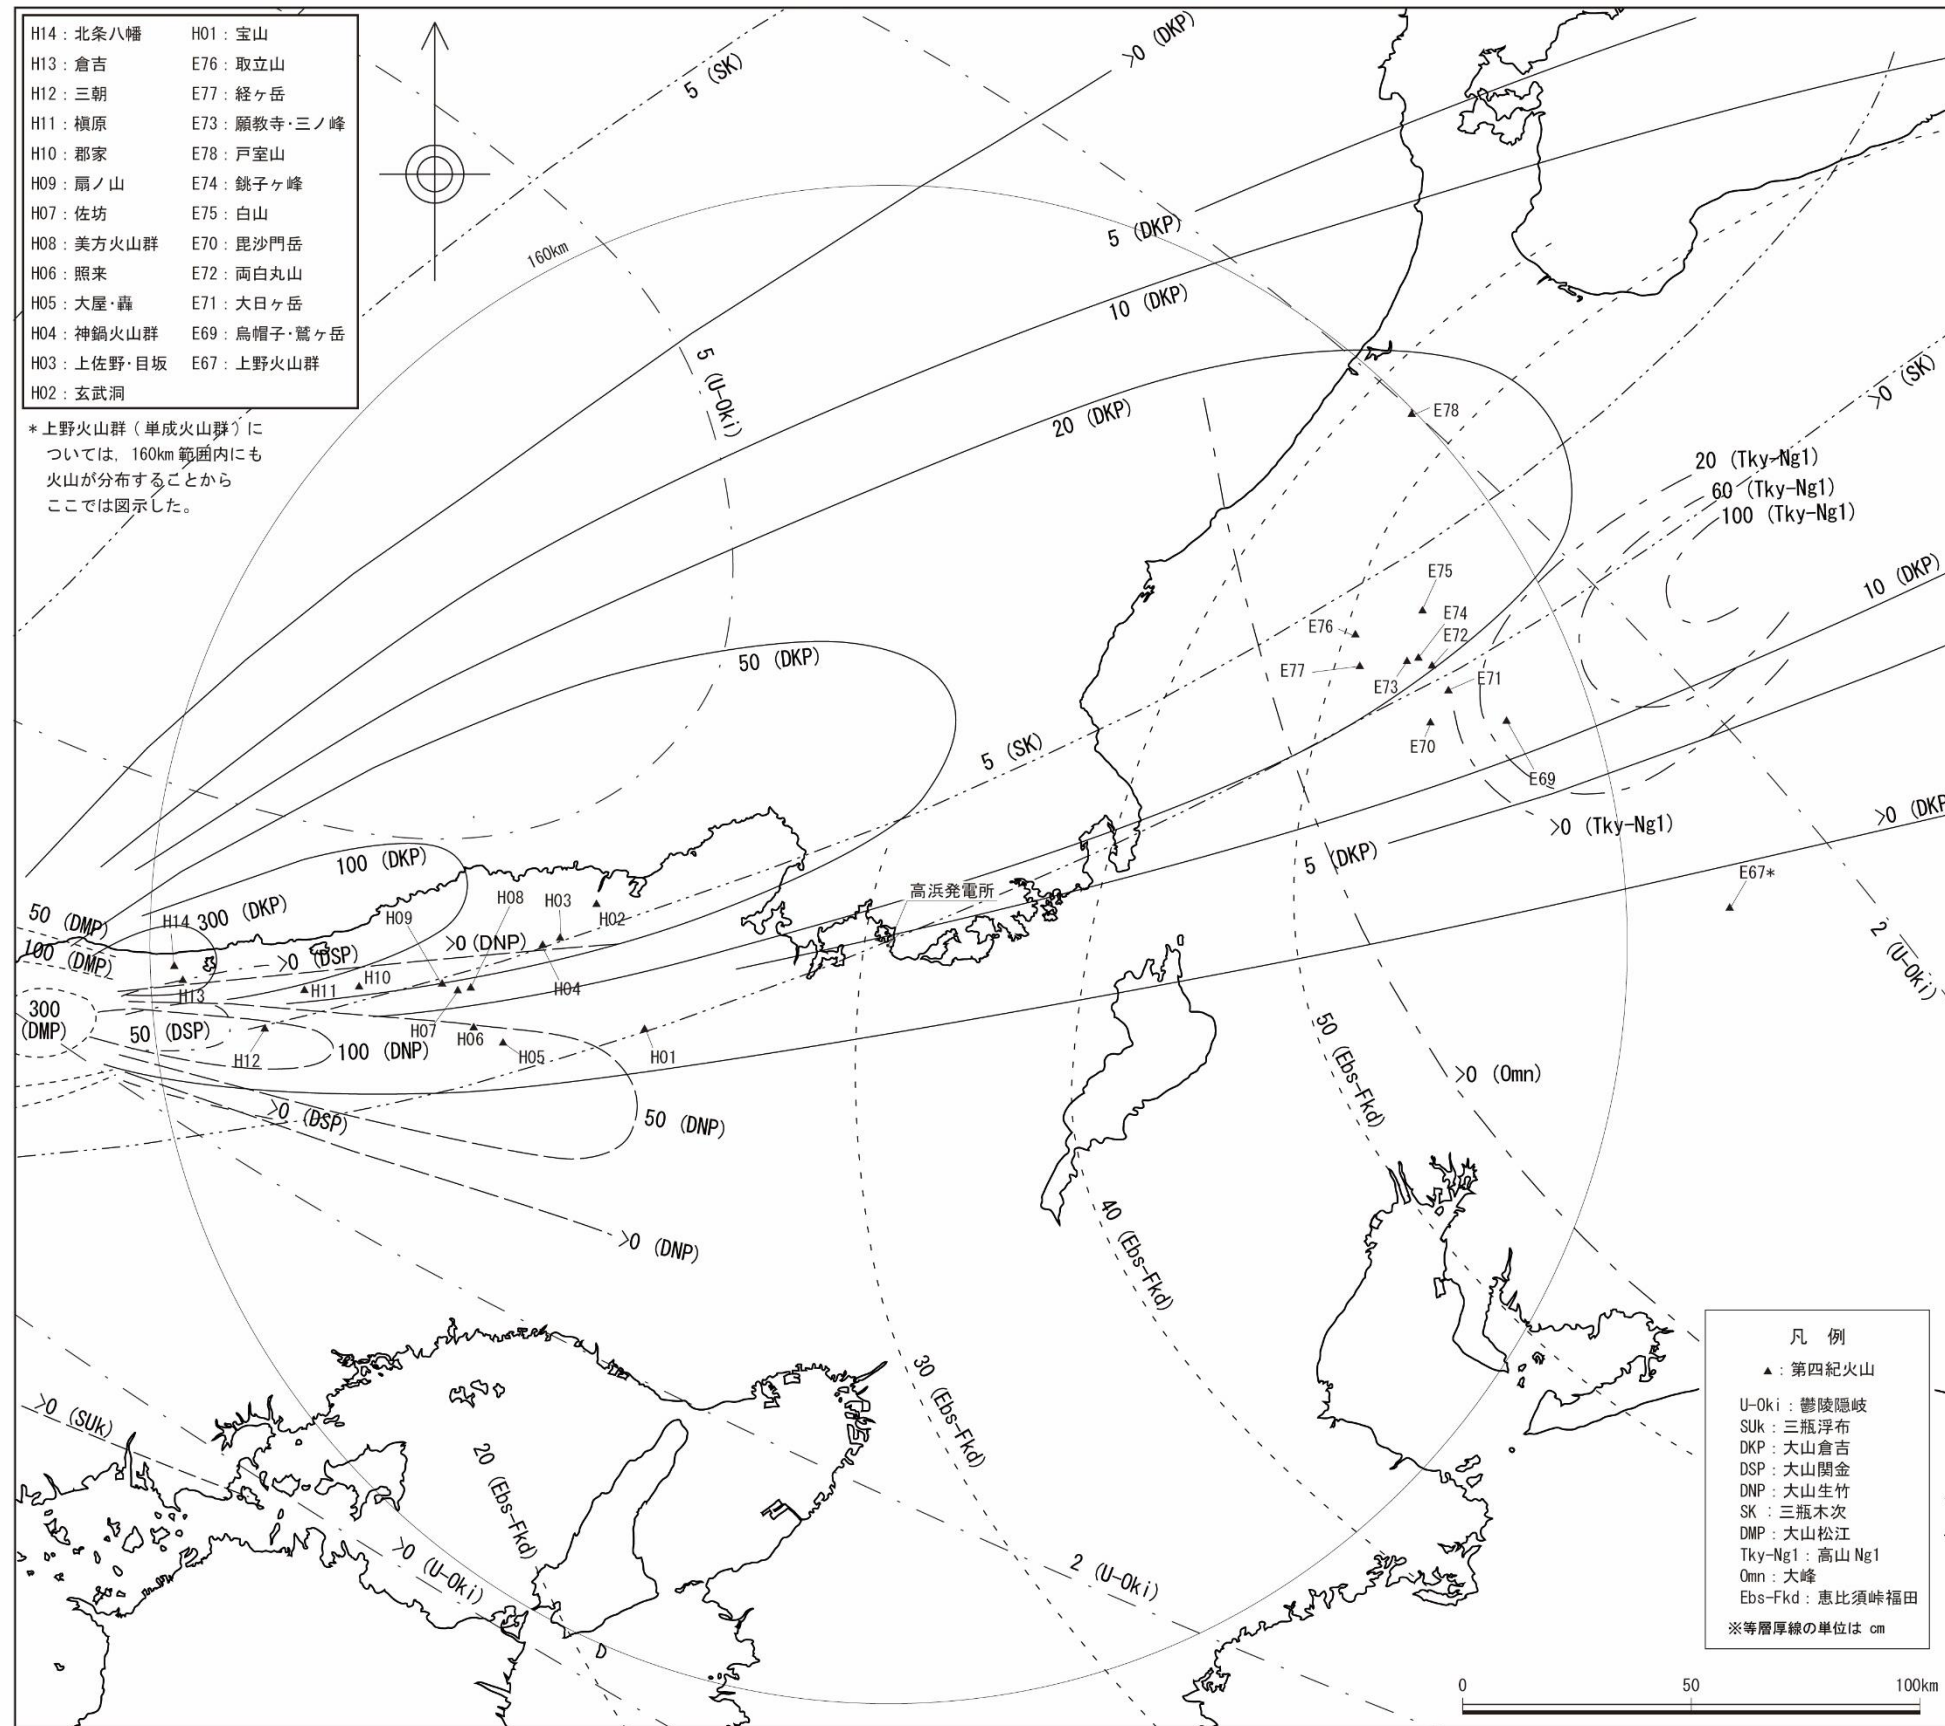 H14：北条八幡　H01：宝山
H13：倉吉　E76：取立山
H12：三朝　E77：経ヶ岳
H11：槇原　E73：願教寺･三ノ峰
H10：郡家　E78：戸室山
H09：扇ノ山　E74：銚子ヶ峰
H07：佐坊　E75：白山
H08：美方火山群　E70：毘沙門岳
H06：照来　E72：両白丸山
H05：大屋･轟　E71：大日ヶ岳
H04：神鍋火山群　E69：烏帽子･鷲ヶ岳
H03：上佐野･目坂　E67：上野火山群
H02：玄武洞
*上野火山群（単成火山群）に
ついては，160km範囲内にも
火山が分布することから
ここでは図示した。
5 (SK)
>0 (DKP)
160km
5 (DKP)
10 (DKP)
5 (U-Oki)
20 (DKP)
E78
>0 (SK)
20 (Tky-Ng1)
60 (Tky-Ng1)
100 (Tky-Ng1)
E75
E74
E76
E72
10 (DKP)
50 (DKP)
E77
E73
E71
E70
5 (SK)
E69
>0 (Tky-Ng1)
>0 (DKP
5 (DKP)
100 (DKP)
H08
H03
高浜発電所
E67*
50 (DMP)
H14
300 (DKP)
H09
H02
100 (DMP)
>0 (DNP)
>0 (DSP)
2 (U-Oki)
H13
H11
H10
H04
300
(DMP)
50 (DSP)
H12
100 (DNP)
H07
H06
H05
H01
50 (Ebs-Fkd)
>0 (Omn)
>0 (DSP)
50 (DNP)
40 (Ebs-Fkd)
>0 (DNP)
30 (Ebs-Fkd)
>0 (SUk)
20 (Ebs-Fkd)
>0 (U-Oki)
2 (U-Oki)
凡　例
▲：第四紀火山
U-Oki：鬱陵隠岐
SUk：三瓶浮布
DKP：大山倉吉
DSP：大山関金
DNP：大山生竹
SK ：三瓶木次
DMP：大山松江
Tky-Ng1：高山Ng1
Omn：大峰
Ebs-Fkd：恵比須峠福田
※等層厚線の単位は cm
0　50　100km